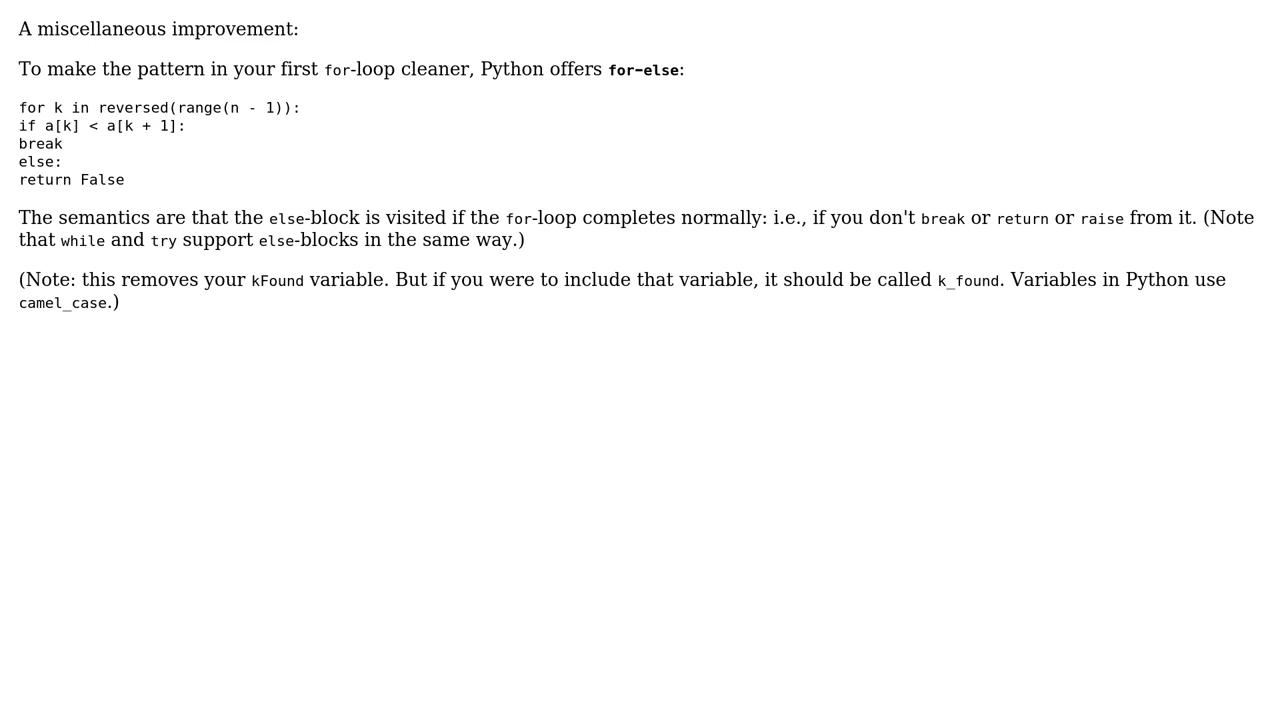 A miscellaneous improvement:
To make the pattern in your first for-loop cleaner, Python offers for-else:
for k in reversed(range(n - 1)):
if a[k] < a[k + 1]:
break
else:
return False
The semantics are that the else-block is visited if the for-loop completes normally: i.e., if you don't break or return or raise from it. (Note
that while and try support else-blocks in the same way.)
(Note: this removes your kFound variable. But if you were to include that variable, it should be called k_found. Variables in Python use
camel_case.)